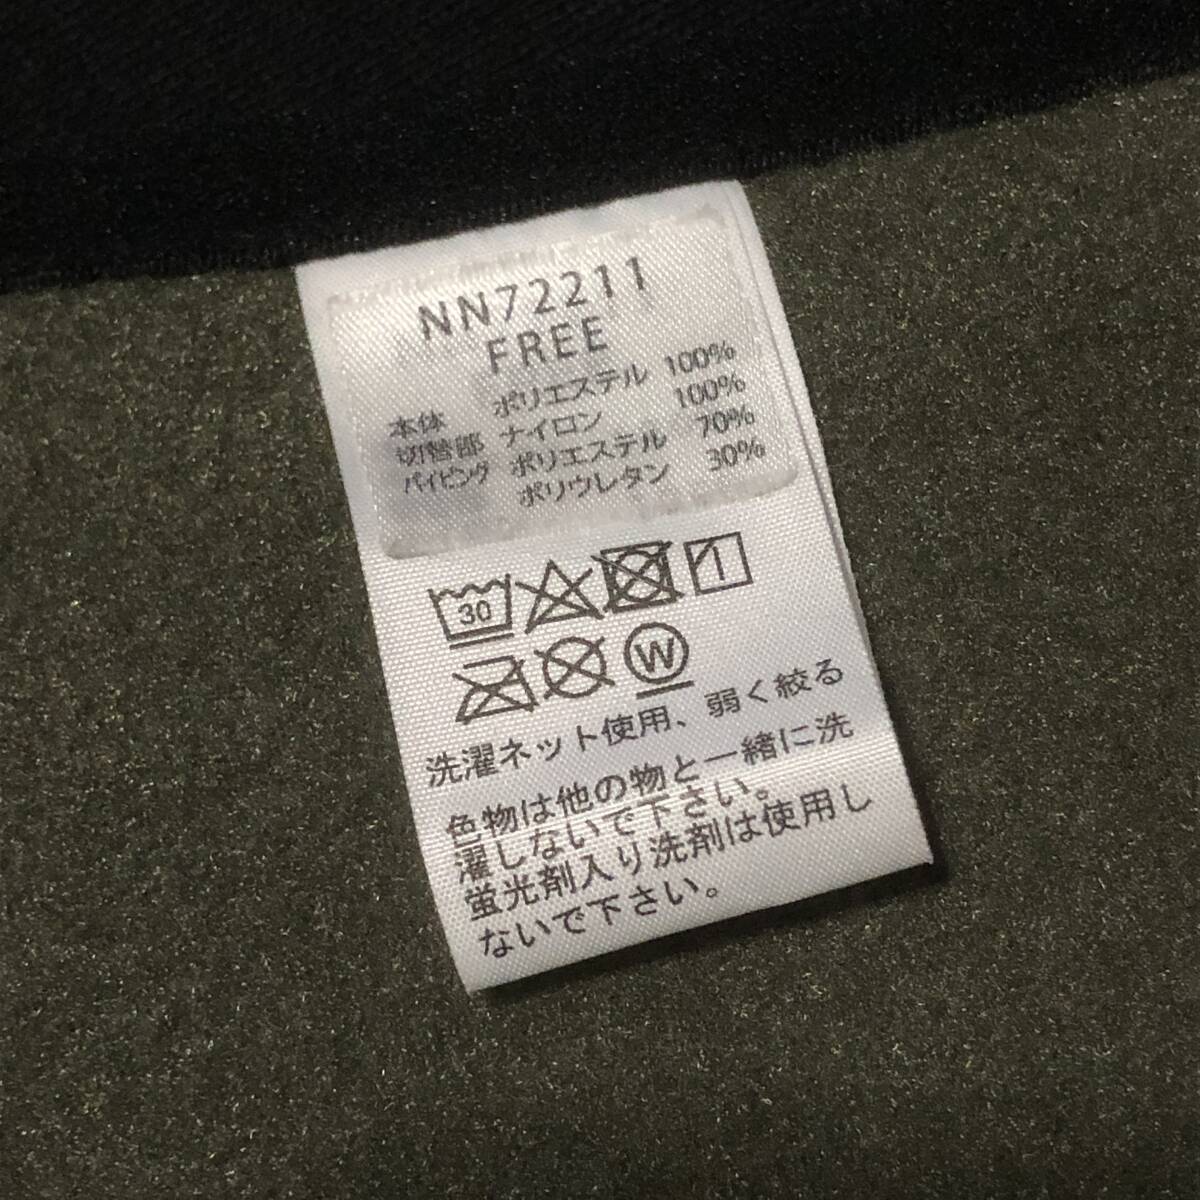 NN72211
FREE
本体 ポリエステル 100%
切替部 ナイロン 100%
パイピング ポリエステル 70%
ポリウレタン 30%
30
W
洗濯ネット使用、弱く絞る
色物は他の物と一緒に洗
濯しないで下さい。
蛍光剤入り洗剤は使用し
ないで下さい。